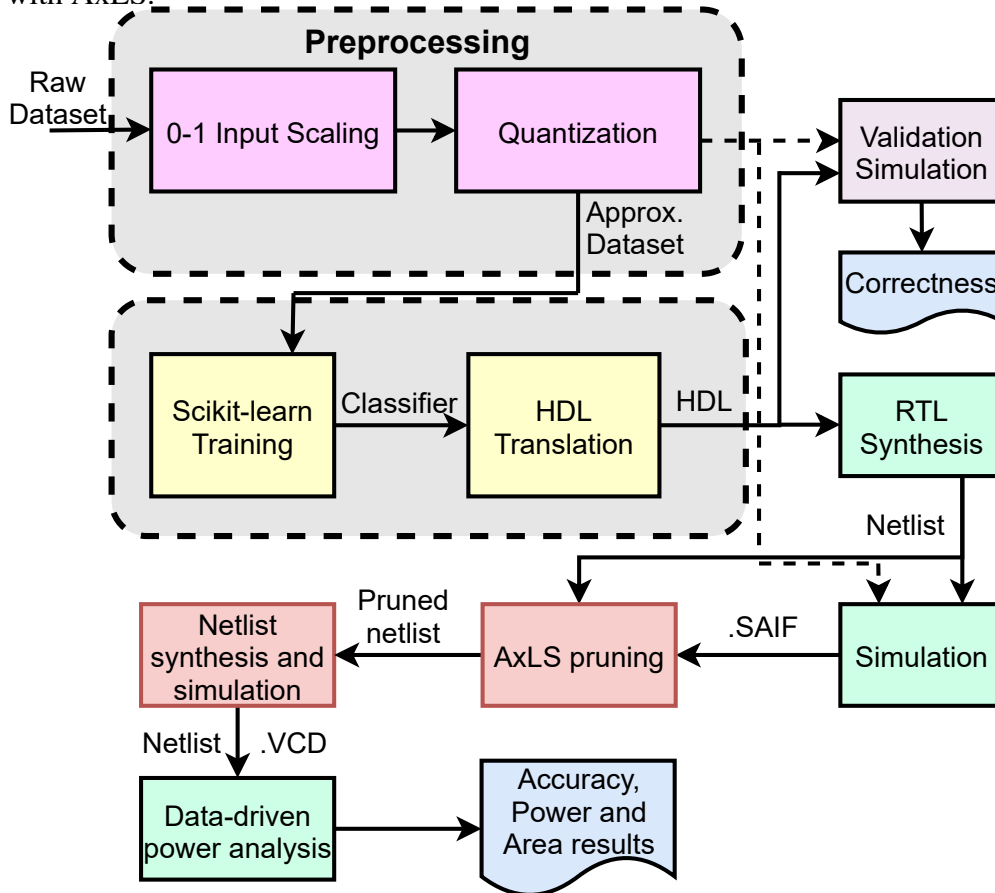 with AxLS.
Preprocessing
Raw
Dataset
0-1 Input Scaling
Quantization
Validation
Simulation
Approx.
Dataset
Correctness
Scikit-learn
Training
Classifier
HDL
Translation
HDL
RTL
Synthesis
Netlist
Netlist
synthesis and
simulation
Pruned
netlist
AxLS pruning
.SAIF
Simulation
Netlist
.VCD
Data-driven
power analysis
Accuracy,
Power and
Area results